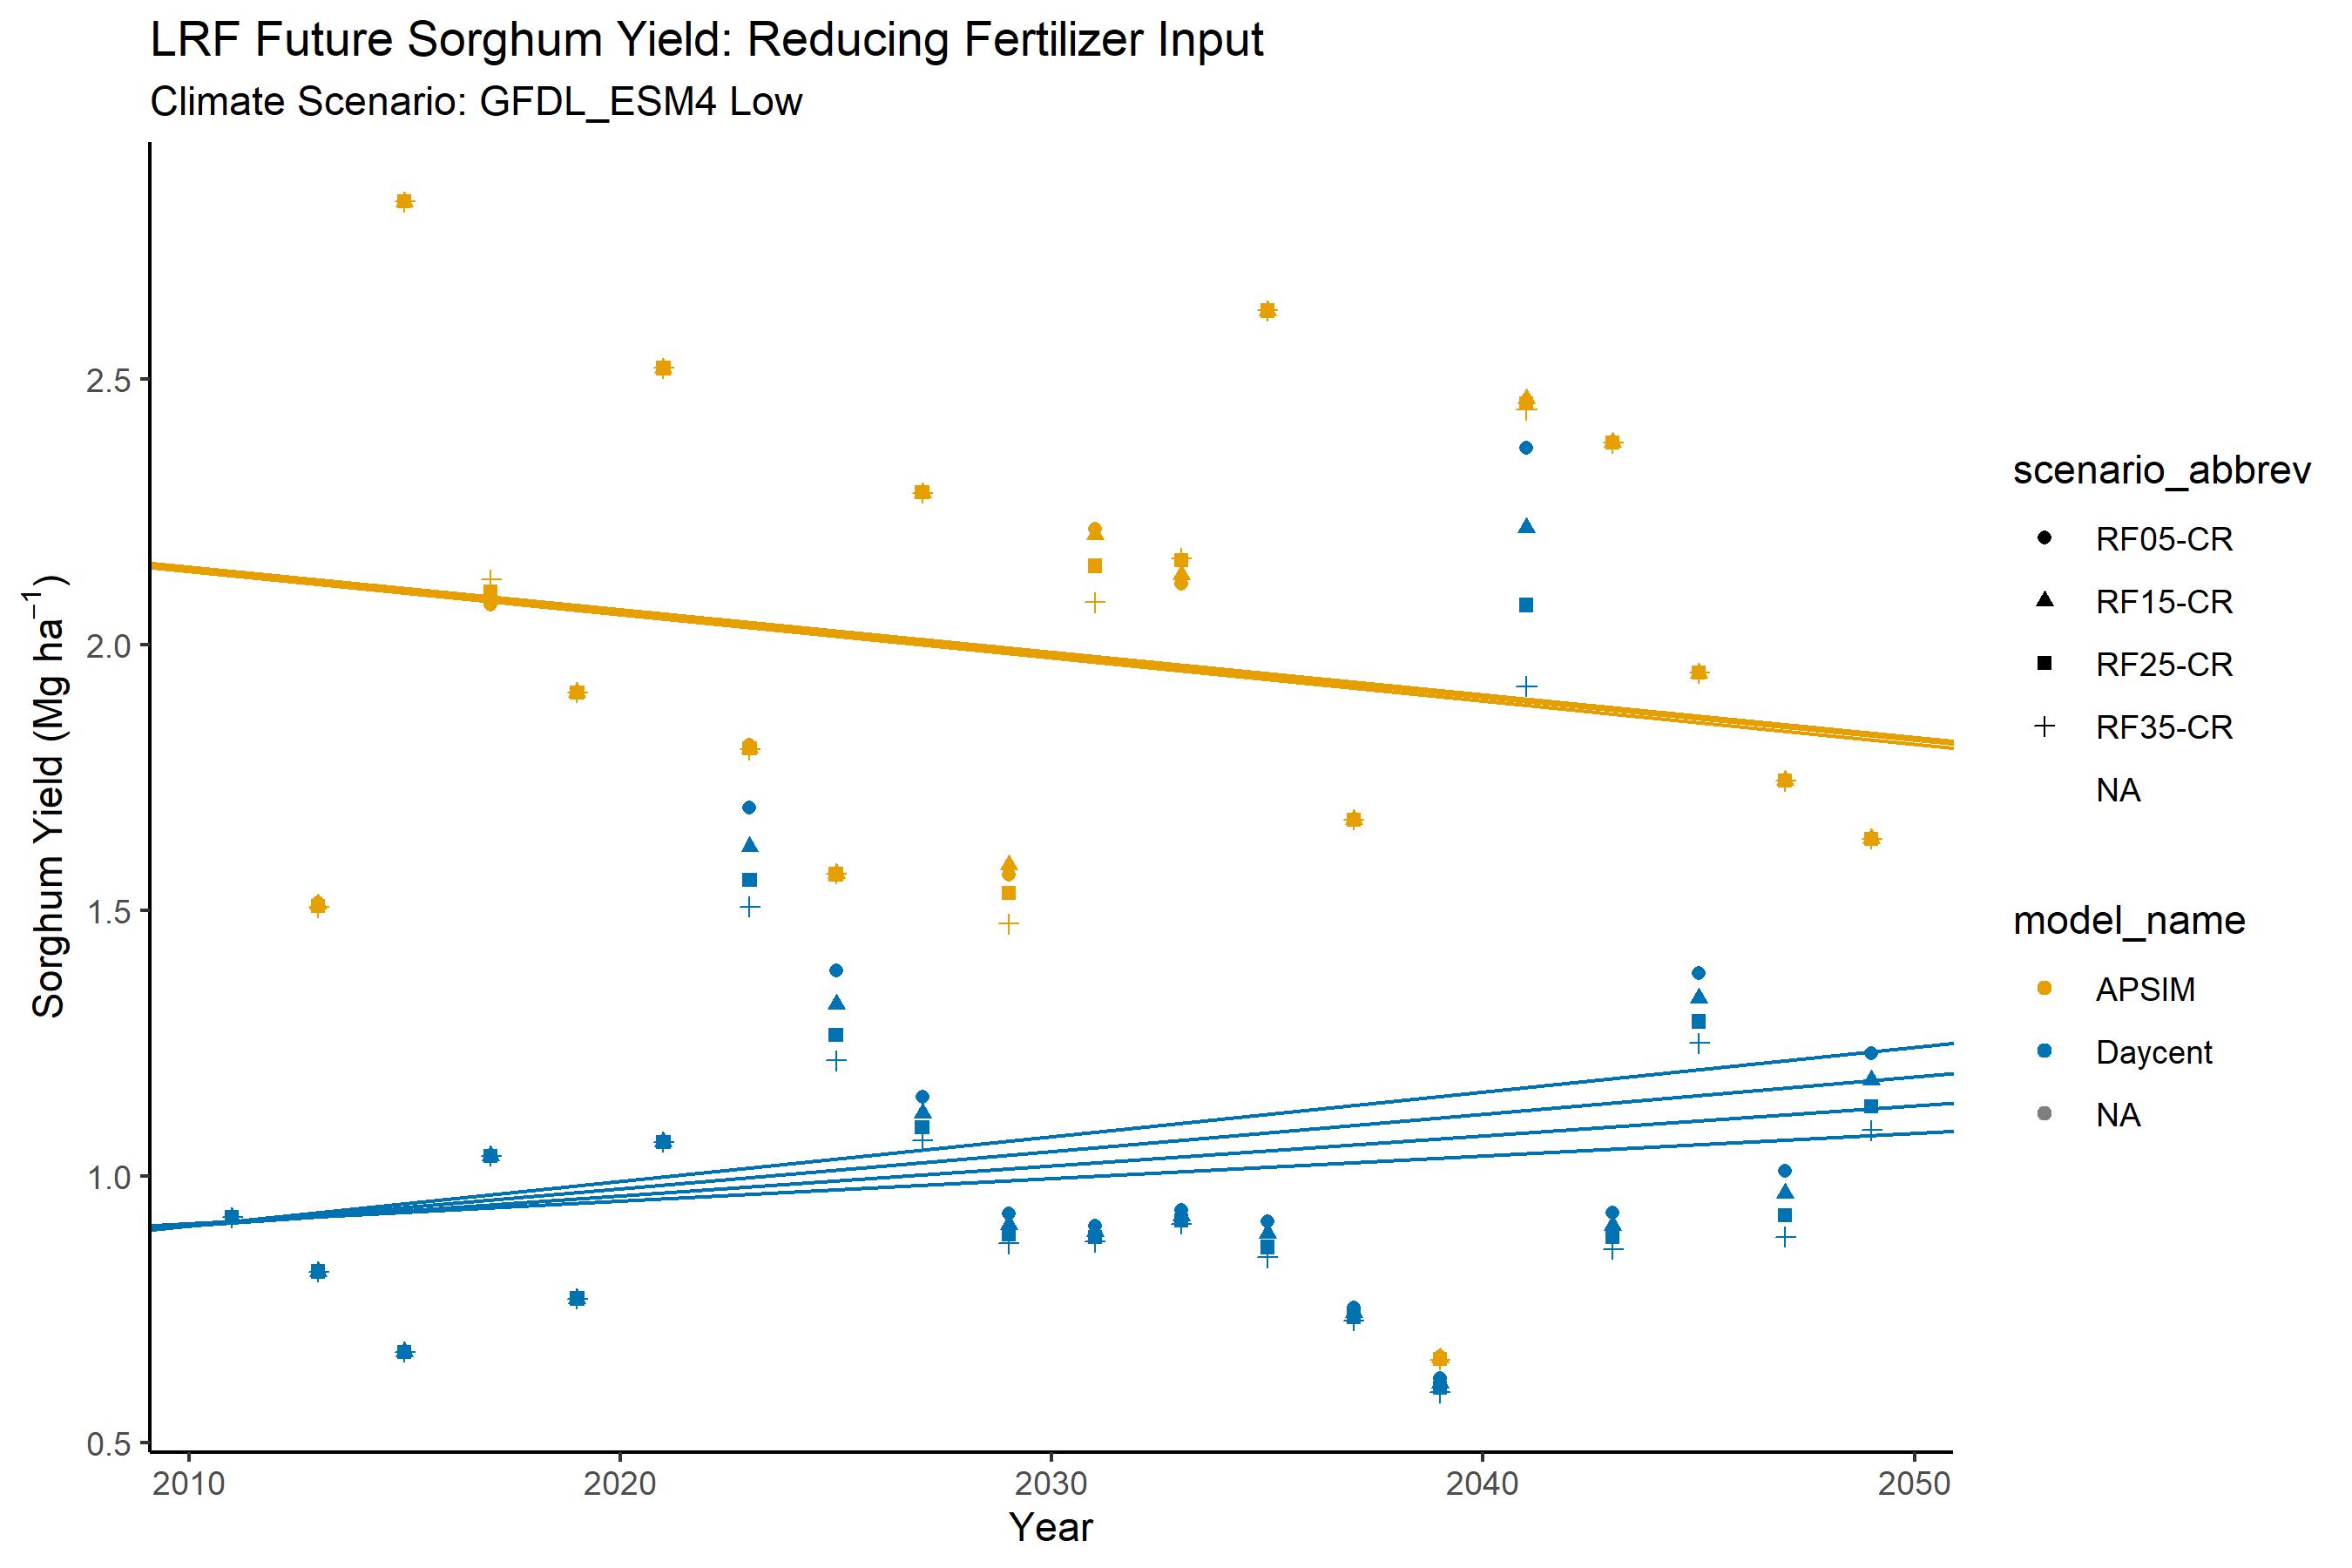 LRF Future Sorghum Yield: Reducing Fertilizer Input
Climate Scenario: GFDL_ESM4 Low
Sorghum Yield (Mg ha⁻¹)
2.5
2.0
1.5
1.0
0.5
2010 2020 2030 2040 2050
Year
scenario_abbrev
RF05-CR
RF15-CR
RF25-CR
RF35-CR
NA
model_name
APSIM
Daycent
NA